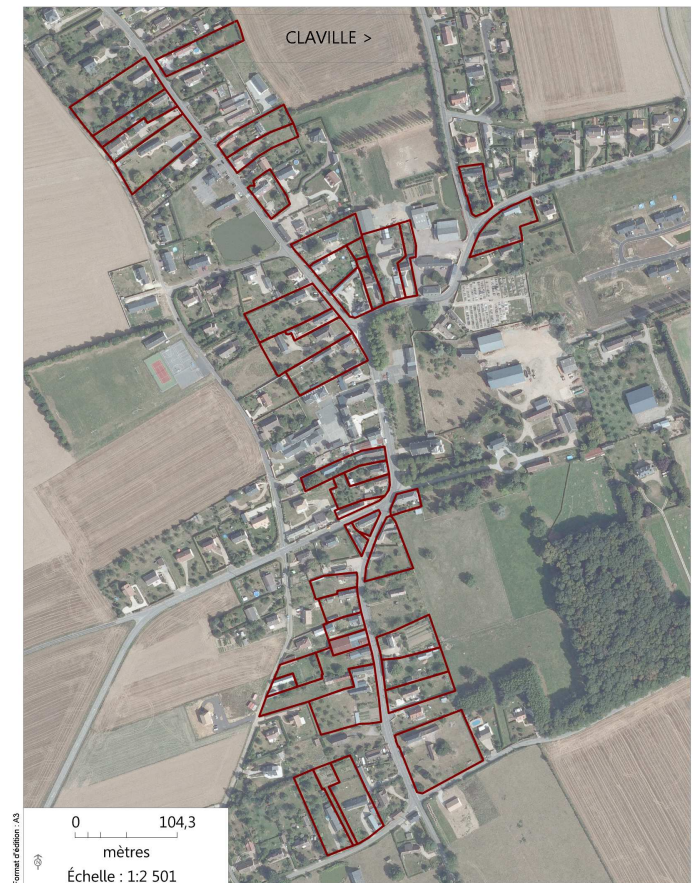 CLAVILLE >
Format d'édition : A3
0 104,3
mètres
Échelle : 1:2 501